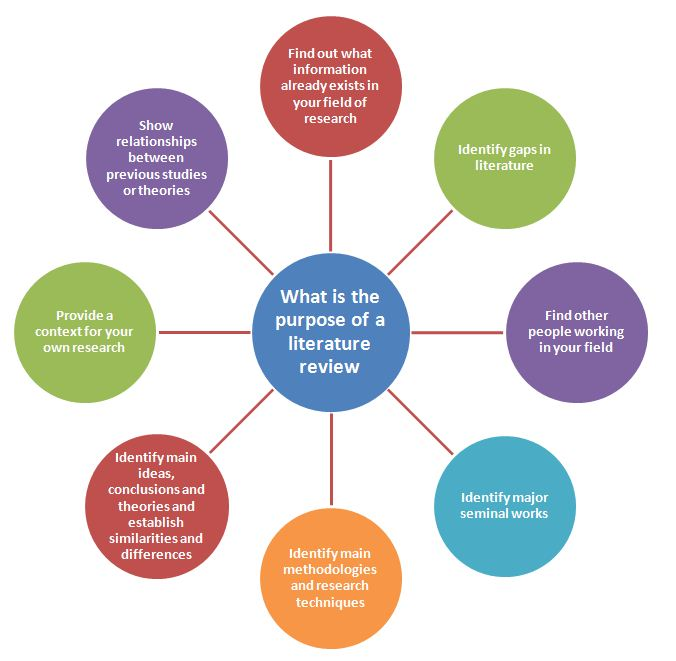 Find out what
information
already exists in
your field of
research
Identify gaps in
literature
Find other
people working
in your field
Identify major
seminal works
Identify main
methodologies
and research
techniques
Identify main
ideas,
conclusions and
theories and
establish
similarities and
differences
Provide a
context for your
own research
Show
relationships
between
previous studies
or theories
What is the
purpose of a
literature
review